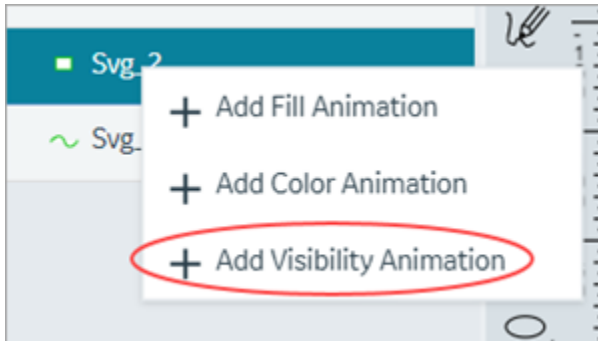 Svg_2
Add Fill Animation
Svg_
Add Color Animation
Add Visibility Animation